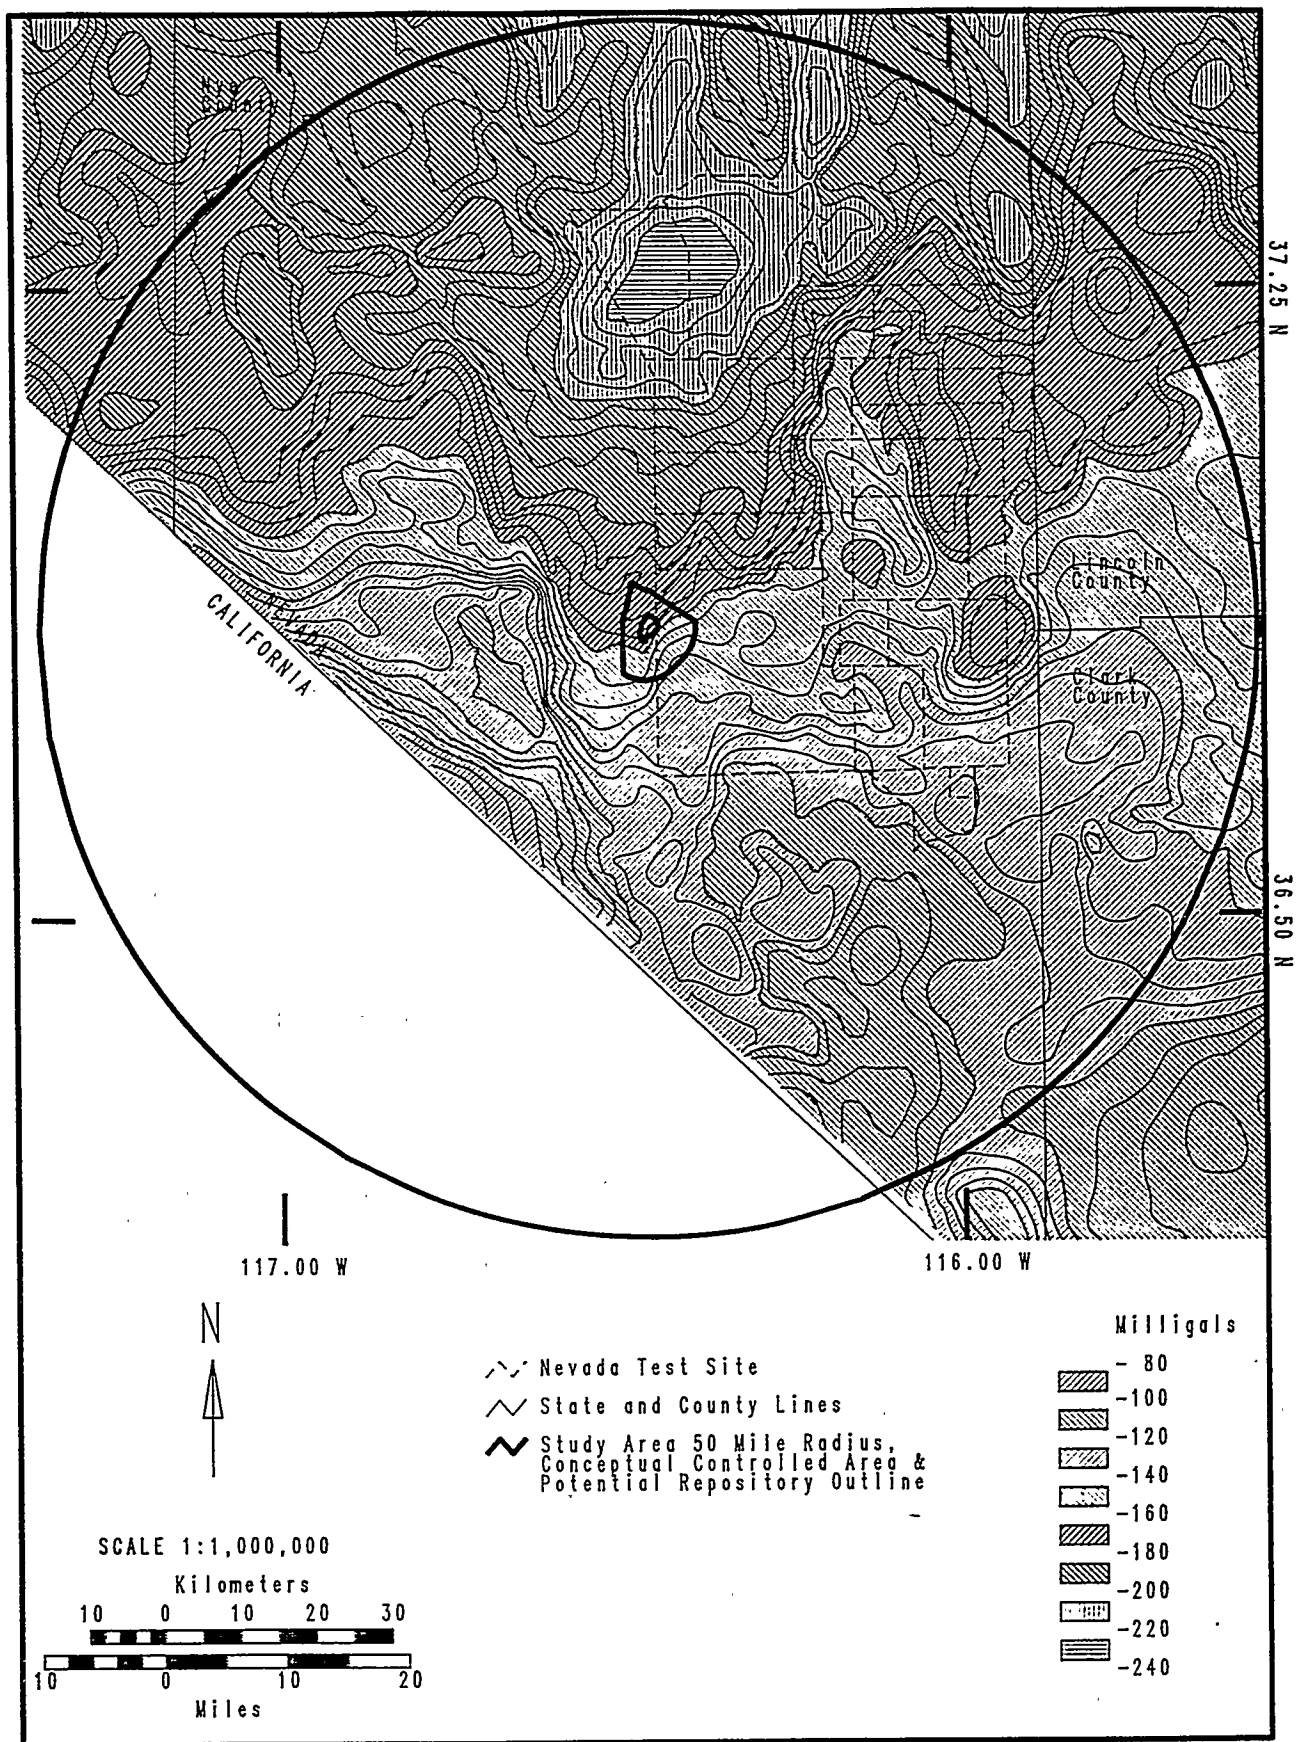 Nye
County
37.25 N
CALIFORNIA
NEVADA
Lincoln
County
Clark
County
36.50 N
117.00 W
116.00 W
N
Nevada Test Site
State and County Lines
Study Area 50 Mile Radius,
Conceptual Controlled Area &
Potential Repository Outline
Milligals
- 80
-100
-120
-140
-160
-180
-200
-220
-240
SCALE 1:1,000,000
Kilometers
10 0 10 20 30
10 0 10 20
Miles